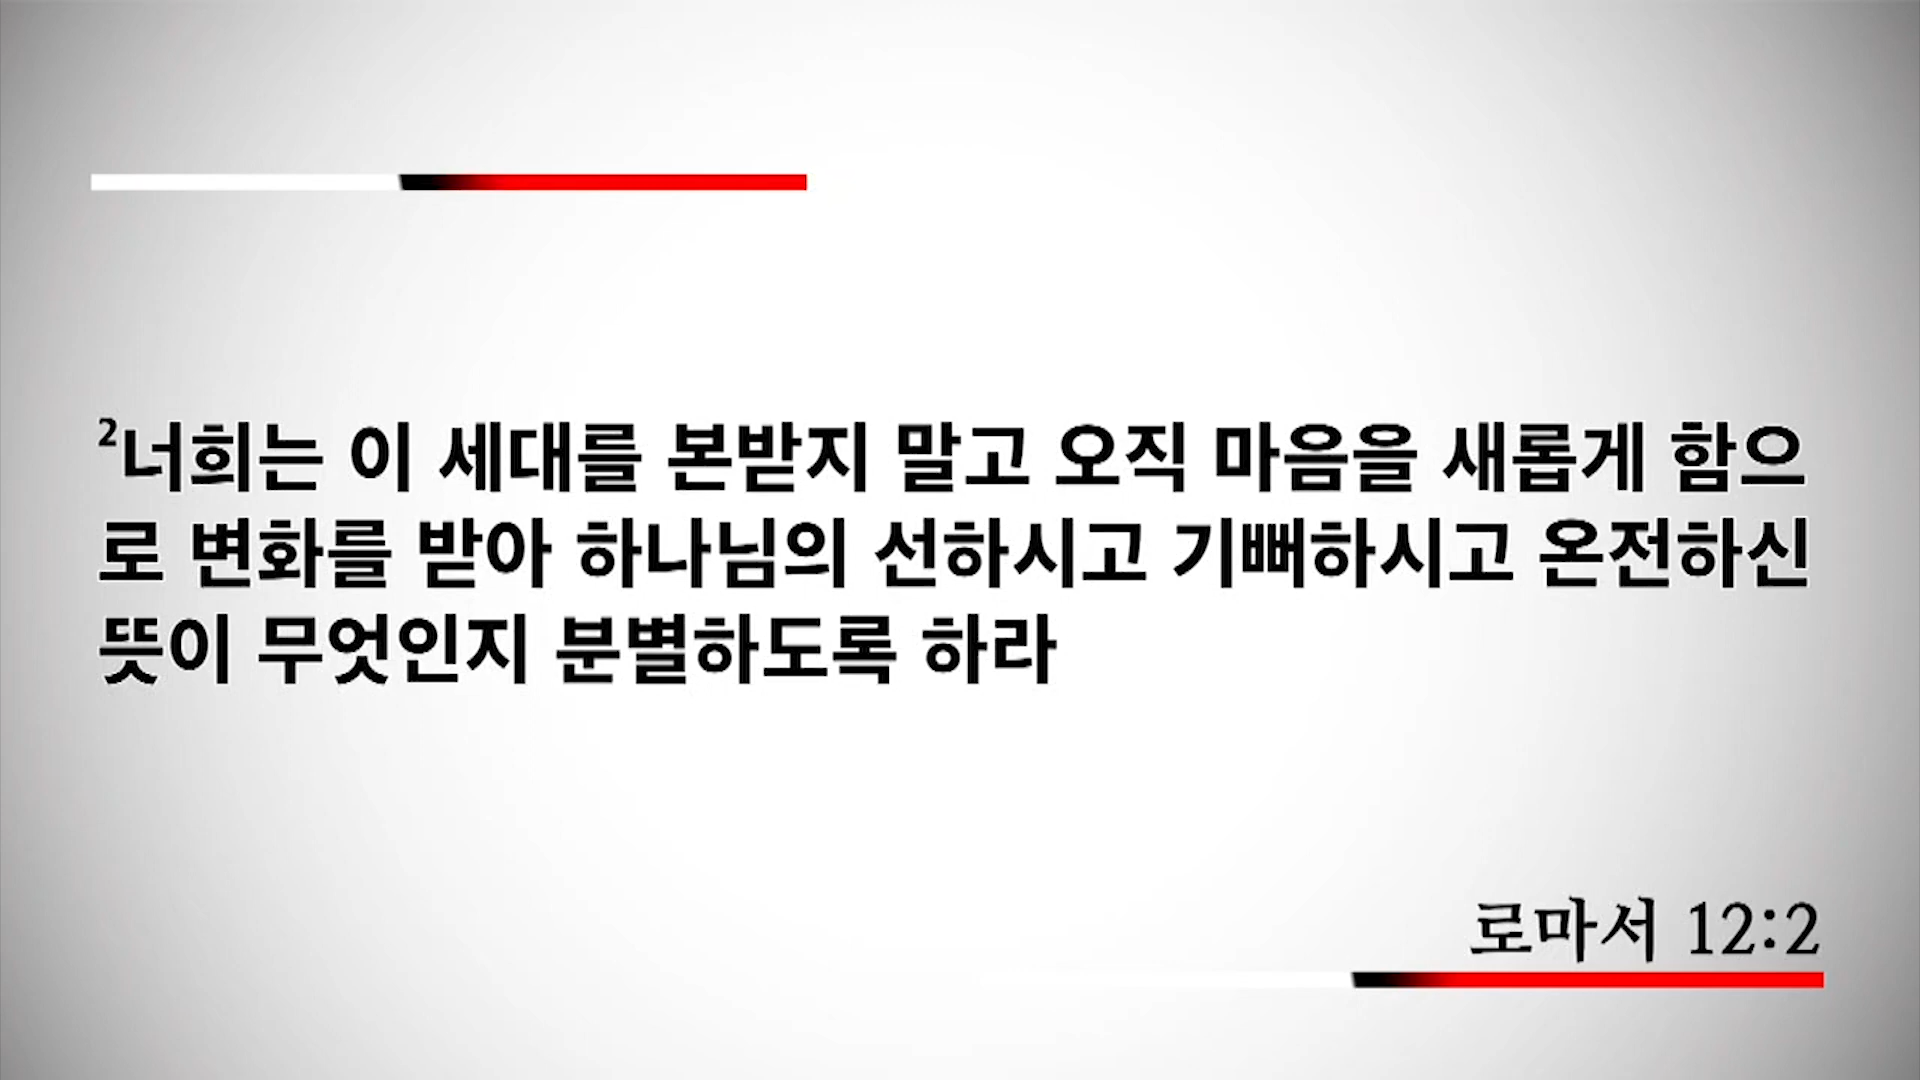 ²너희는 이 세대를 본받지 말고 오직 마음을 새롭게 함으
로 변화를 받아 하나님의 선하시고 기뻐하시고 온전하신
뜻이 무엇인지 분별하도록 하라
로마서 12:2